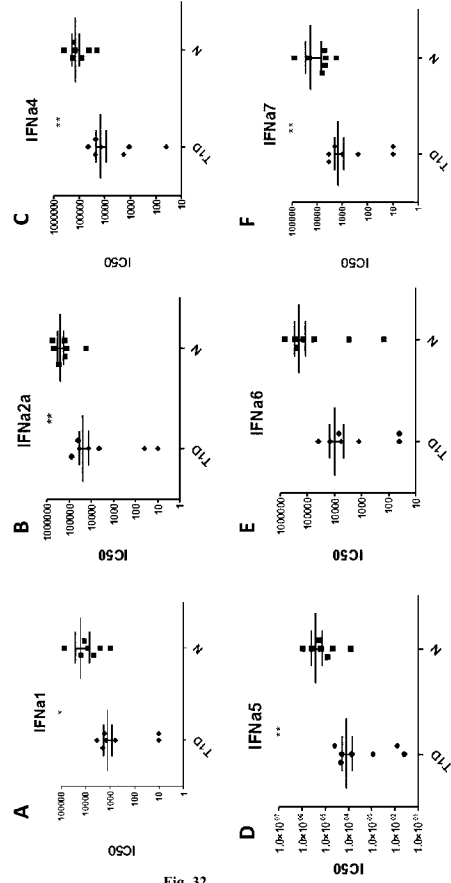 A
IFNa1
*
IC50
100000
10000
1000
100
10
1
T1D
N
B
IFNa2a
**
IC50
1000000
100000
10000
1000
100
10
1
T1D
N
C
IFNa4
**
IC50
1000000
100000
10000
1000
100
10
T1D
N
D
IFNa5
**
IC50
1.0×10-07
1.0×10-06
1.0×10-05
1.0×10-04
1.0×10-03
1.0×10-02
1.0×10-01
T1D
N
E
IFNa6
IC50
1000000
100000
10000
1000
100
10
T1D
N
F
IFNa7
**
IC50
100000
10000
1000
100
10
1
T1D
N
Fig. 32